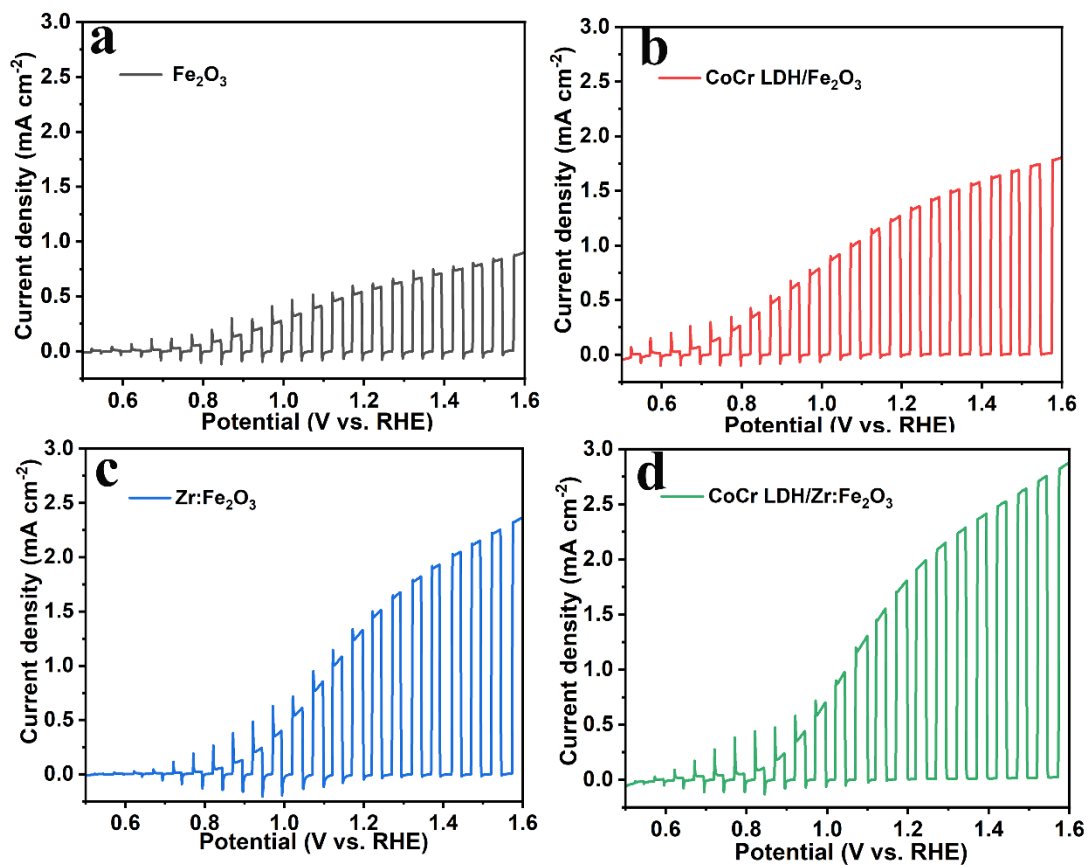 a
Fe₂O₃
Current density (mA cm⁻²)
3.0
2.5
2.0
1.5
1.0
0.5
0.0
0.6 0.8 1.0 1.2 1.4 1.6
Potential (V vs. RHE)
b
CoCr LDH/Fe₂O₃
Current density (mA cm⁻²)
3.0
2.5
2.0
1.5
1.0
0.5
0.0
0.6 0.8 1.0 1.2 1.4 1.6
Potential (V vs. RHE)
c
Zr:Fe₂O₃
Current density (mA cm⁻²)
3.0
2.5
2.0
1.5
1.0
0.5
0.0
0.6 0.8 1.0 1.2 1.4 1.6
Potential (V vs. RHE)
d
CoCr LDH/Zr:Fe₂O₃
Current density (mA cm⁻²)
3.0
2.5
2.0
1.5
1.0
0.5
0.0
0.6 0.8 1.0 1.2 1.4 1.6
Potential (V vs. RHE)